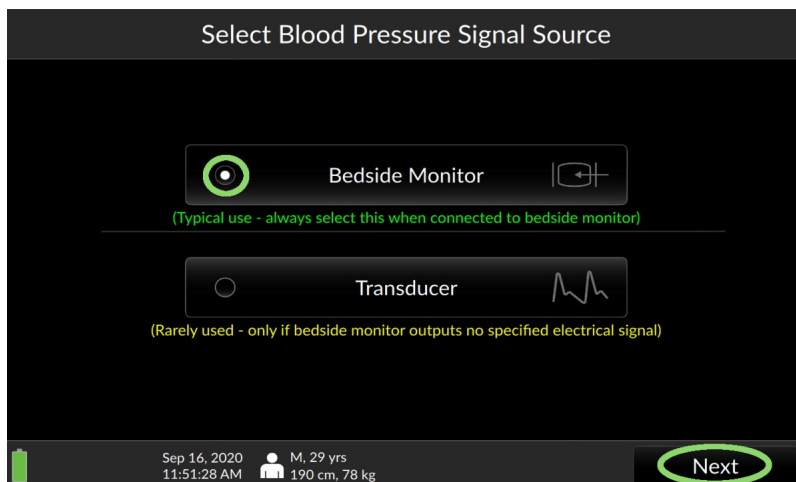 Select Blood Pressure Signal Source
Bedside Monitor
(Typical use - always select this when connected to bedside monitor)
Transducer
(Rarely used - only if bedside monitor outputs no specified electrical signal)
Sep 16, 2020
11:51:28 AM
M, 29 yrs
190 cm, 78 kg
Next